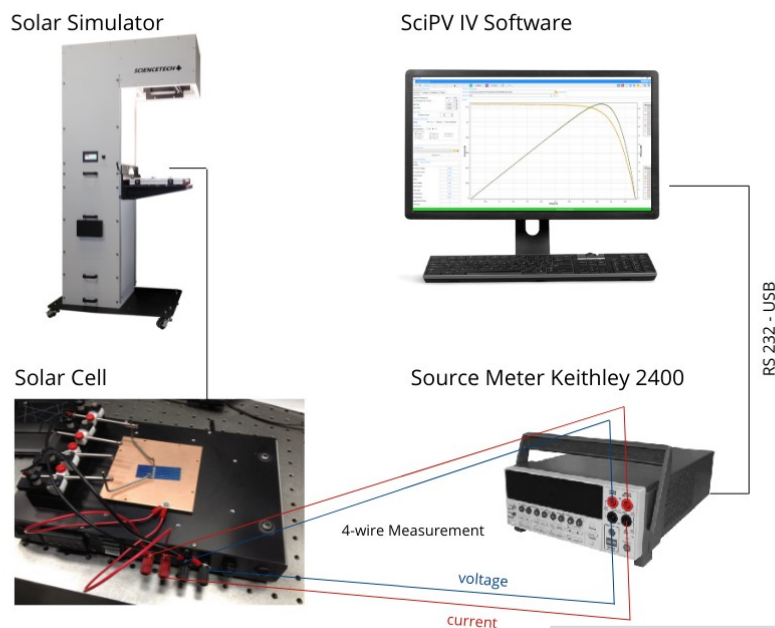 Solar Simulator
SciPV IV Software
SCIENCETECH
RS 232 - USB
Solar Cell
Source Meter Keithley 2400
4-wire Measurement
voltage
current